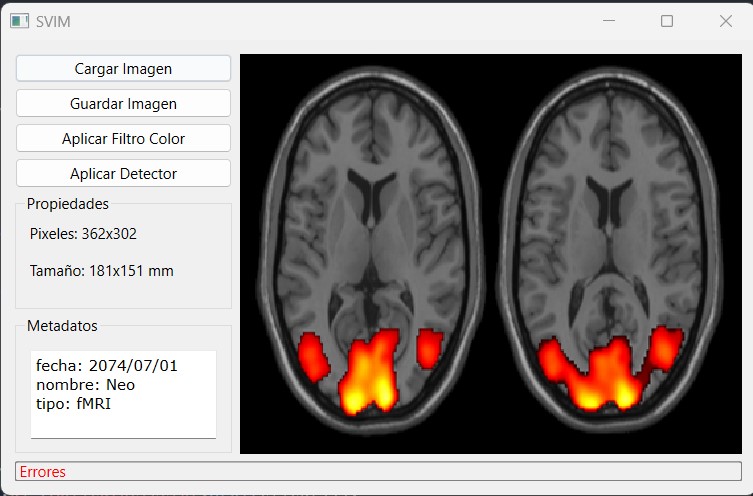 SVIM
Cargar Imagen
Guardar Imagen
Aplicar Filtro Color
Aplicar Detector
Propiedades
Pixeles: 362x302
Tamaño: 181x151 mm
Metadatos
fecha: 2074/07/01
nombre: Neo
tipo: fMRI
Errores